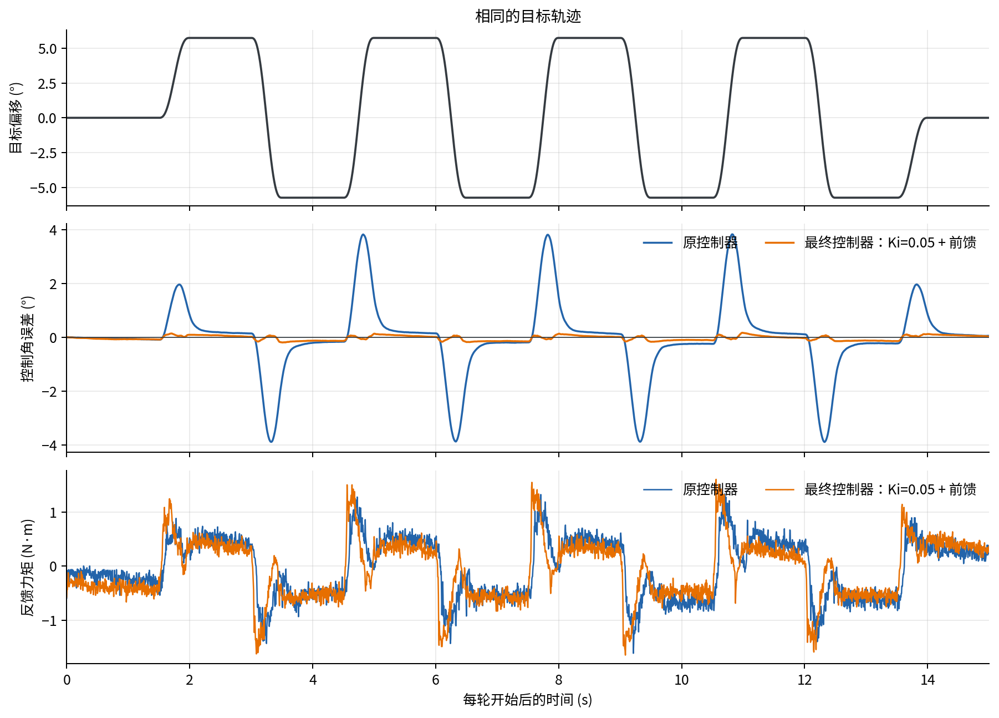 相同的目标轨迹
目标偏移 (°)
5.0
2.5
0.0
−2.5
−5.0
控制角误差 (°)
4
2
0
−2
−4
原控制器
最终控制器：Ki=0.05 + 前馈
反馈力矩 (N·m)
1
0
−1
原控制器
最终控制器：Ki=0.05 + 前馈
0 2 4 6 8 10 12 14
每轮开始后的时间 (s)